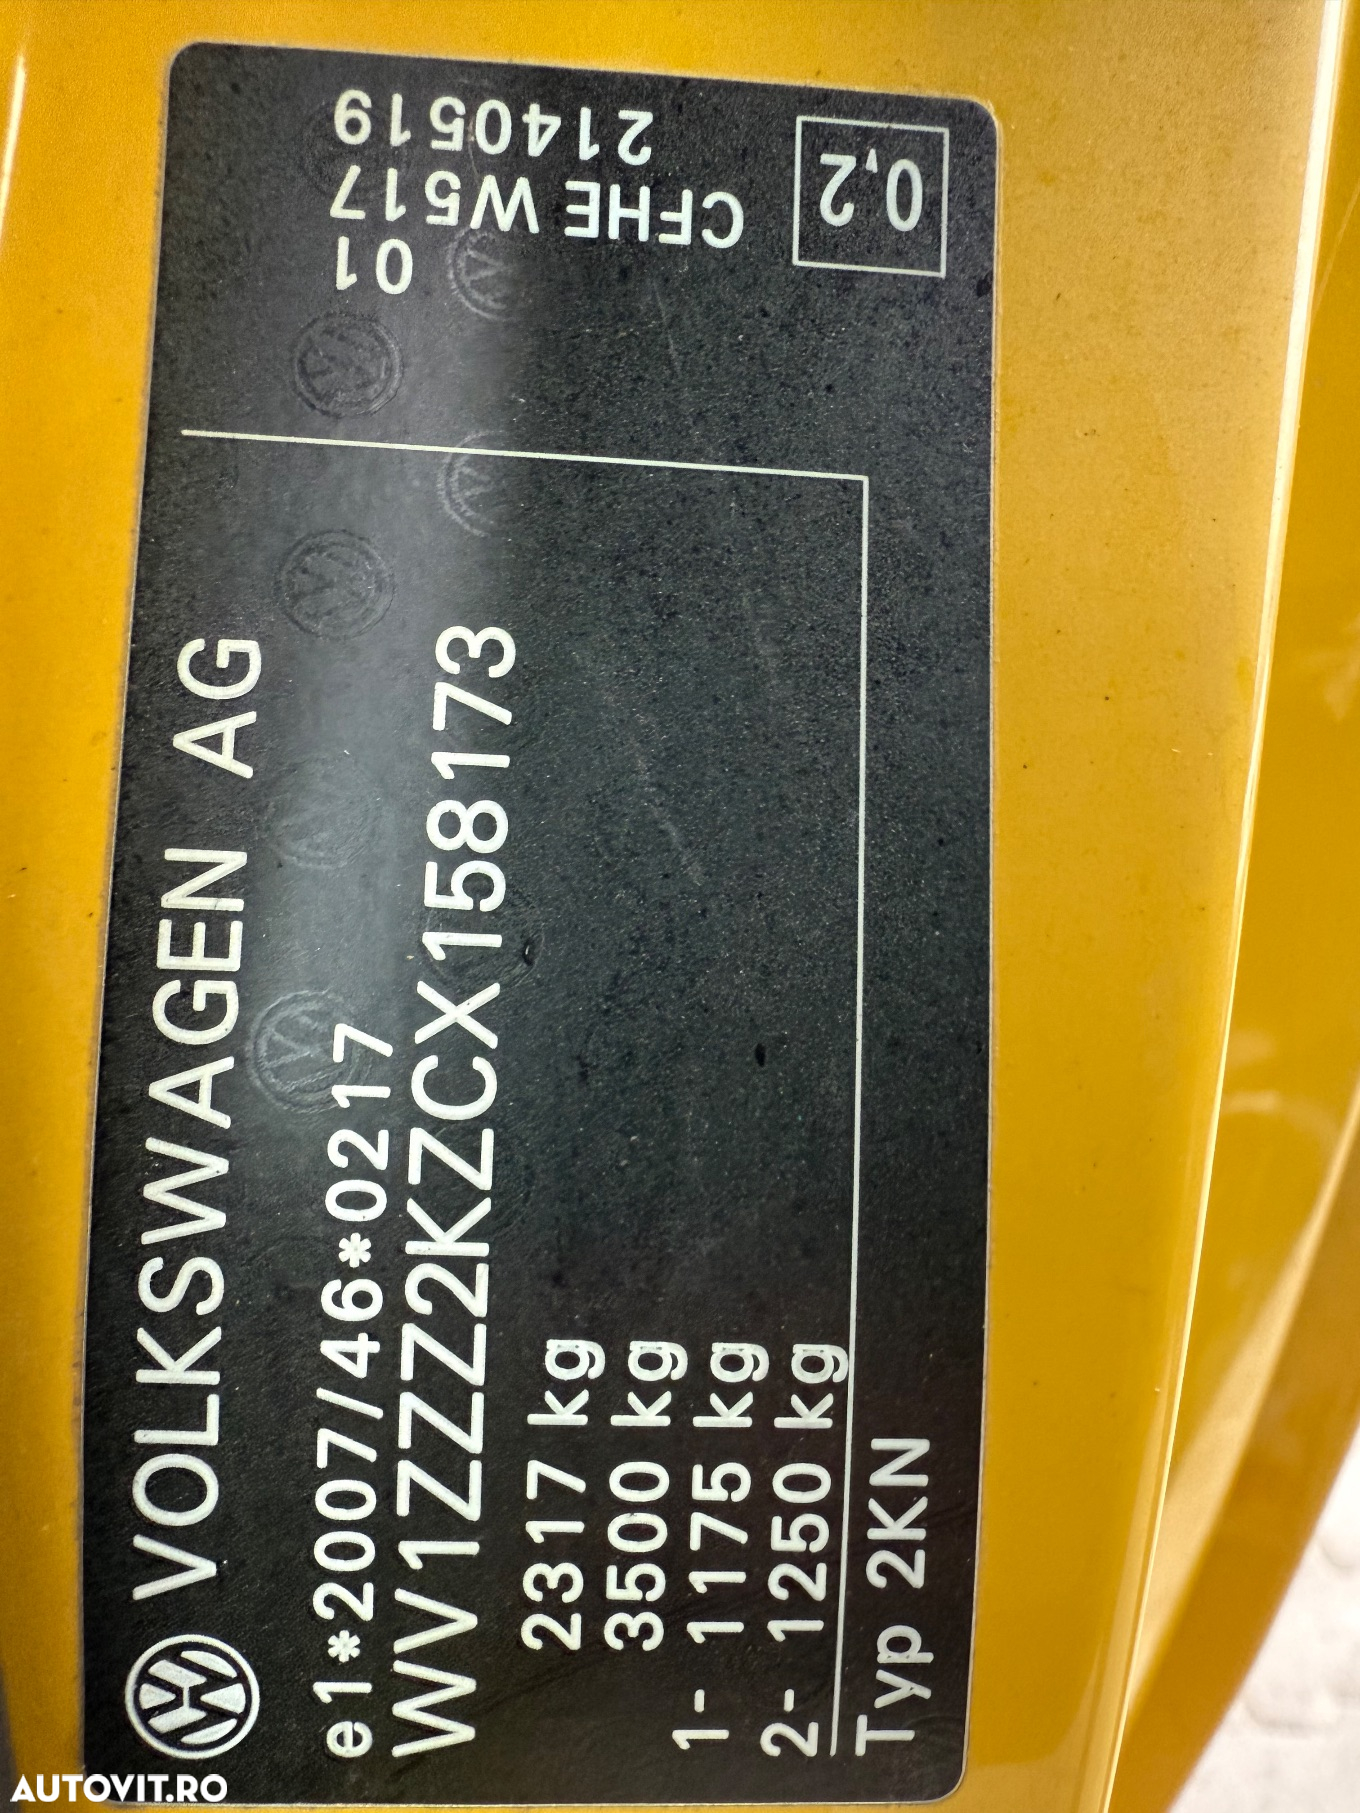 VOLKSWAGEN AG
e1*2007/46*0217
WV1ZZZ2KZCX158173
2317 kg
3500 kg
1- 1175 kg
2- 1250 kg
Typ 2KN
01
CFHE W517
2140519
0,2
AUTOVIT.RO